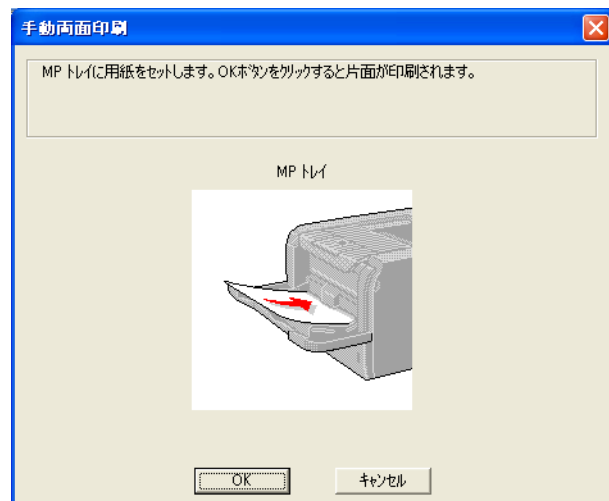 手動両面印刷
MP ﾄﾚｲに用紙をセットします。OKﾎﾞﾀﾝをｸﾘｯｸすると片面が印刷されます。
MP ﾄﾚｲ
OK
ｷｬﾝｾﾙ